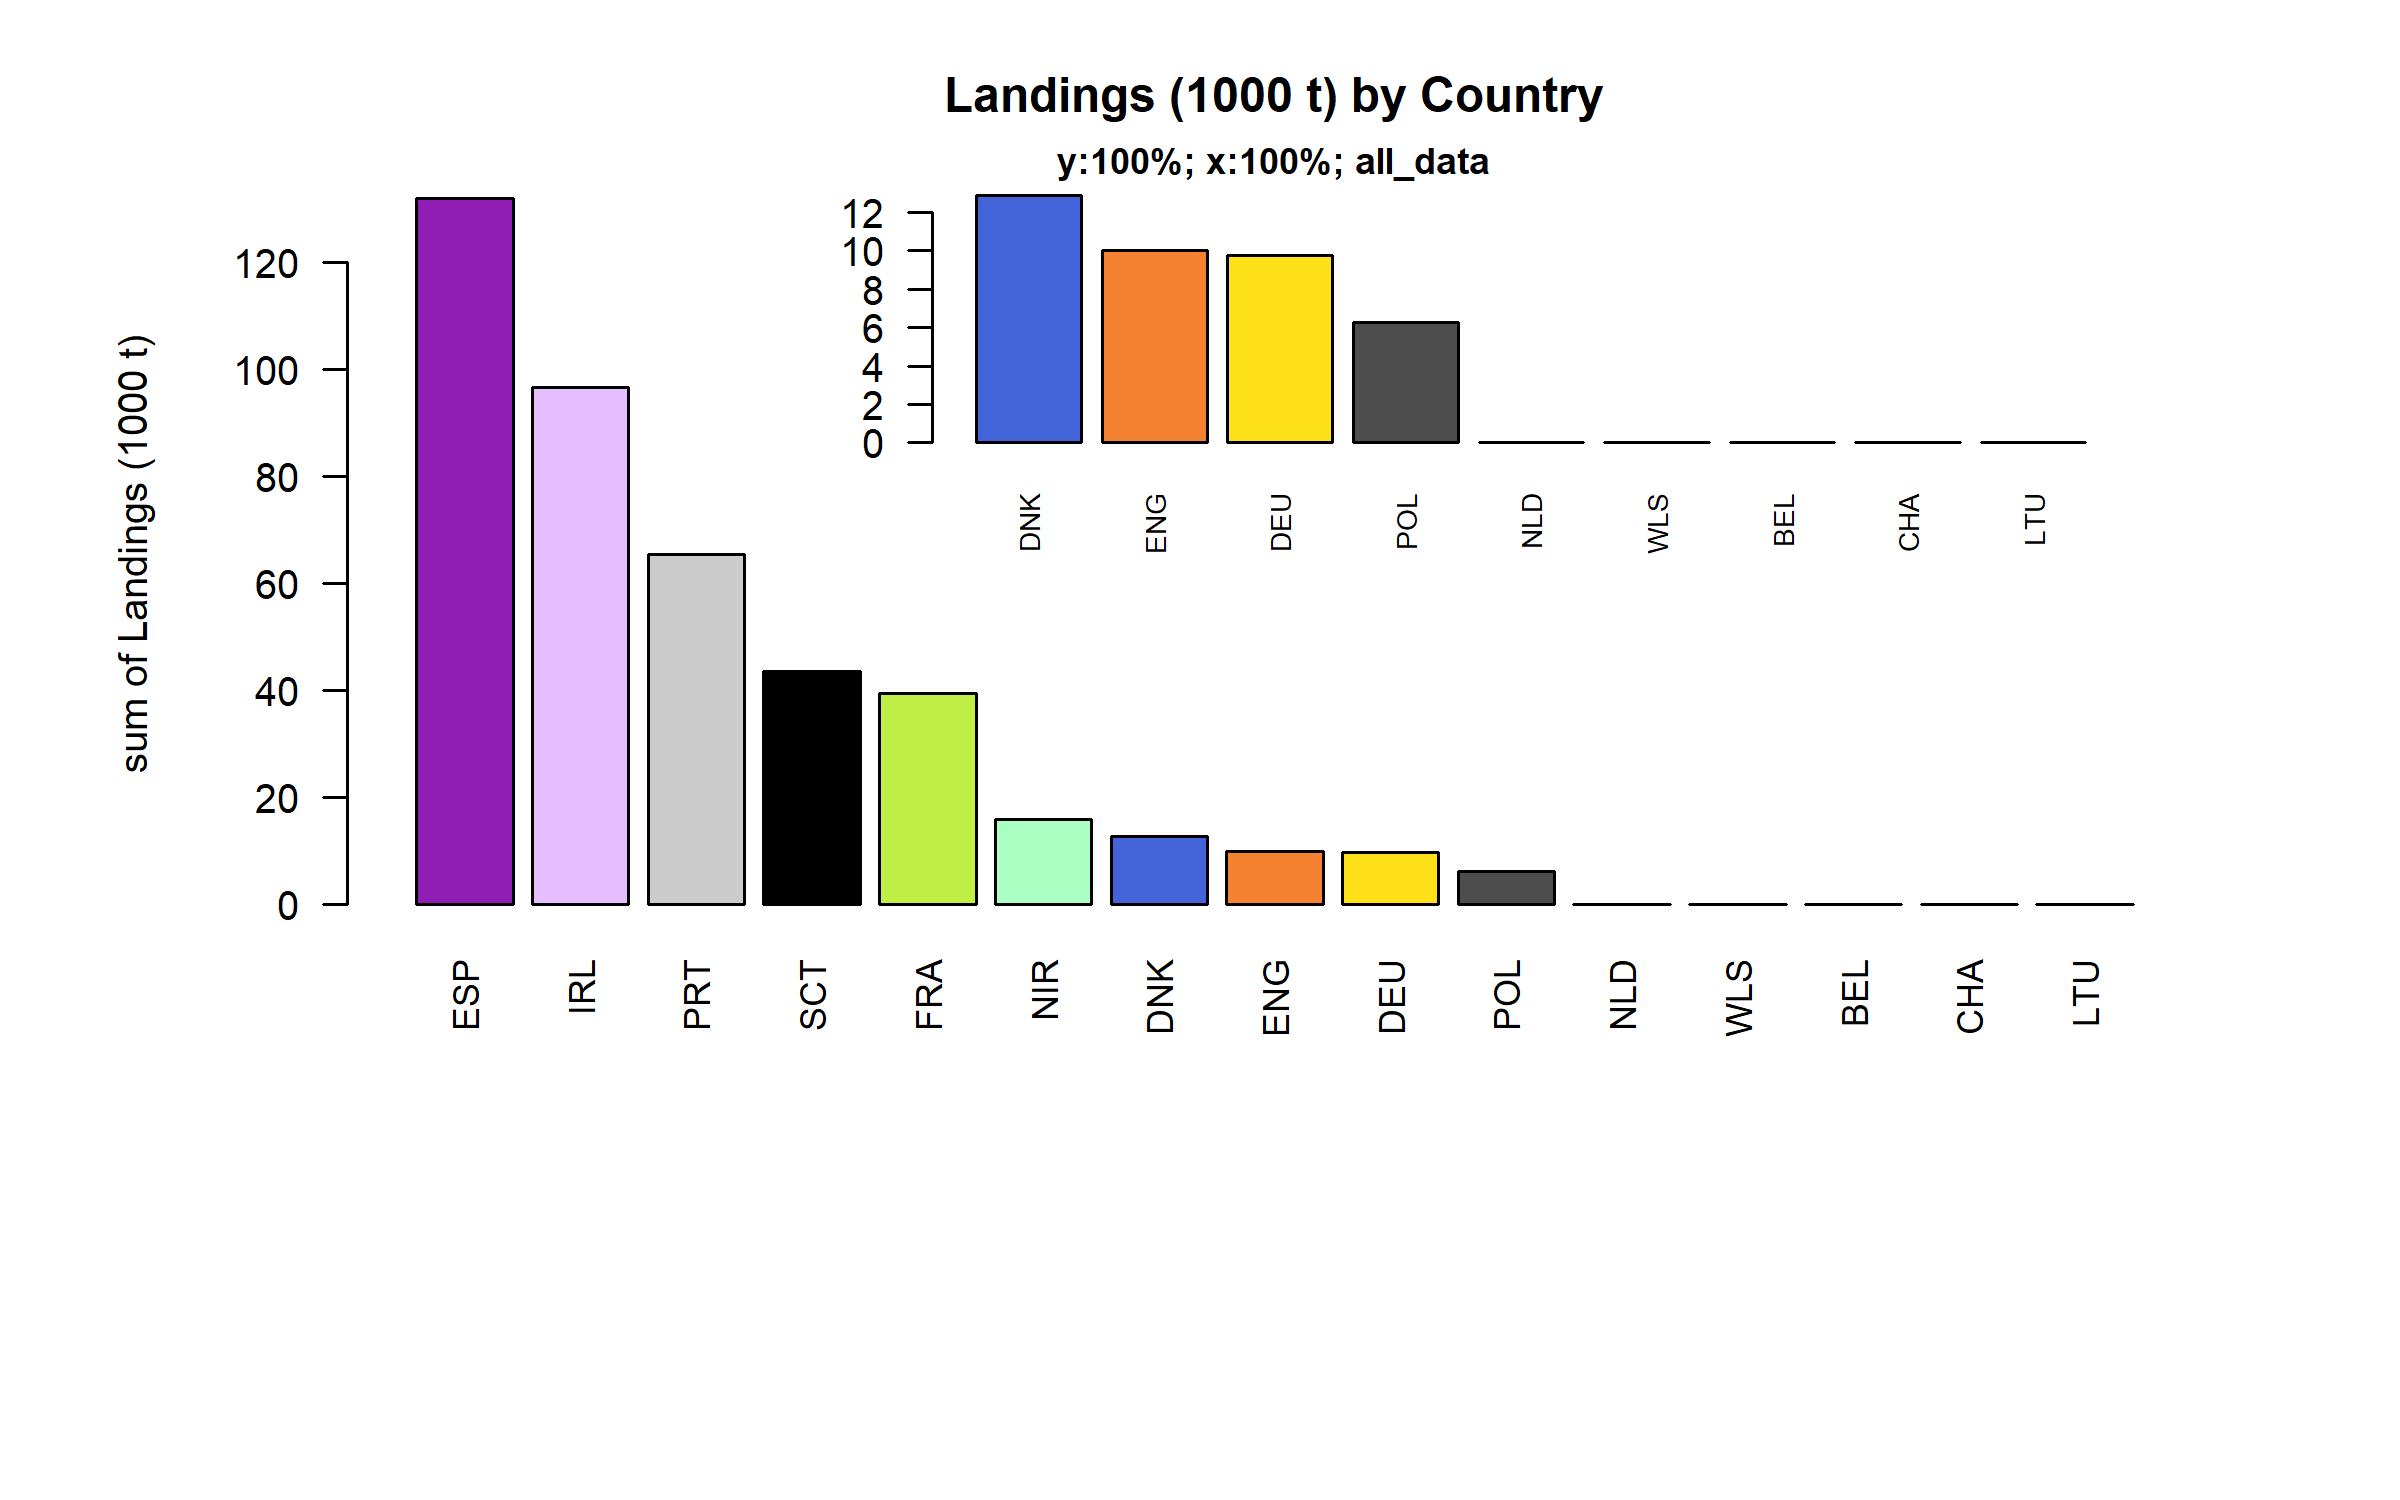 Landings (1000 t) by Country
y:100%; x:100%; all_data
sum of Landings (1000 t)
120
100
80
60
40
20
0
12
10
8
6
4
2
0
DNK
ENG
DEU
POL
NLD
WLS
BEL
CHA
LTU
ESP
IRL
PRT
SCT
FRA
NIR
DNK
ENG
DEU
POL
NLD
WLS
BEL
CHA
LTU